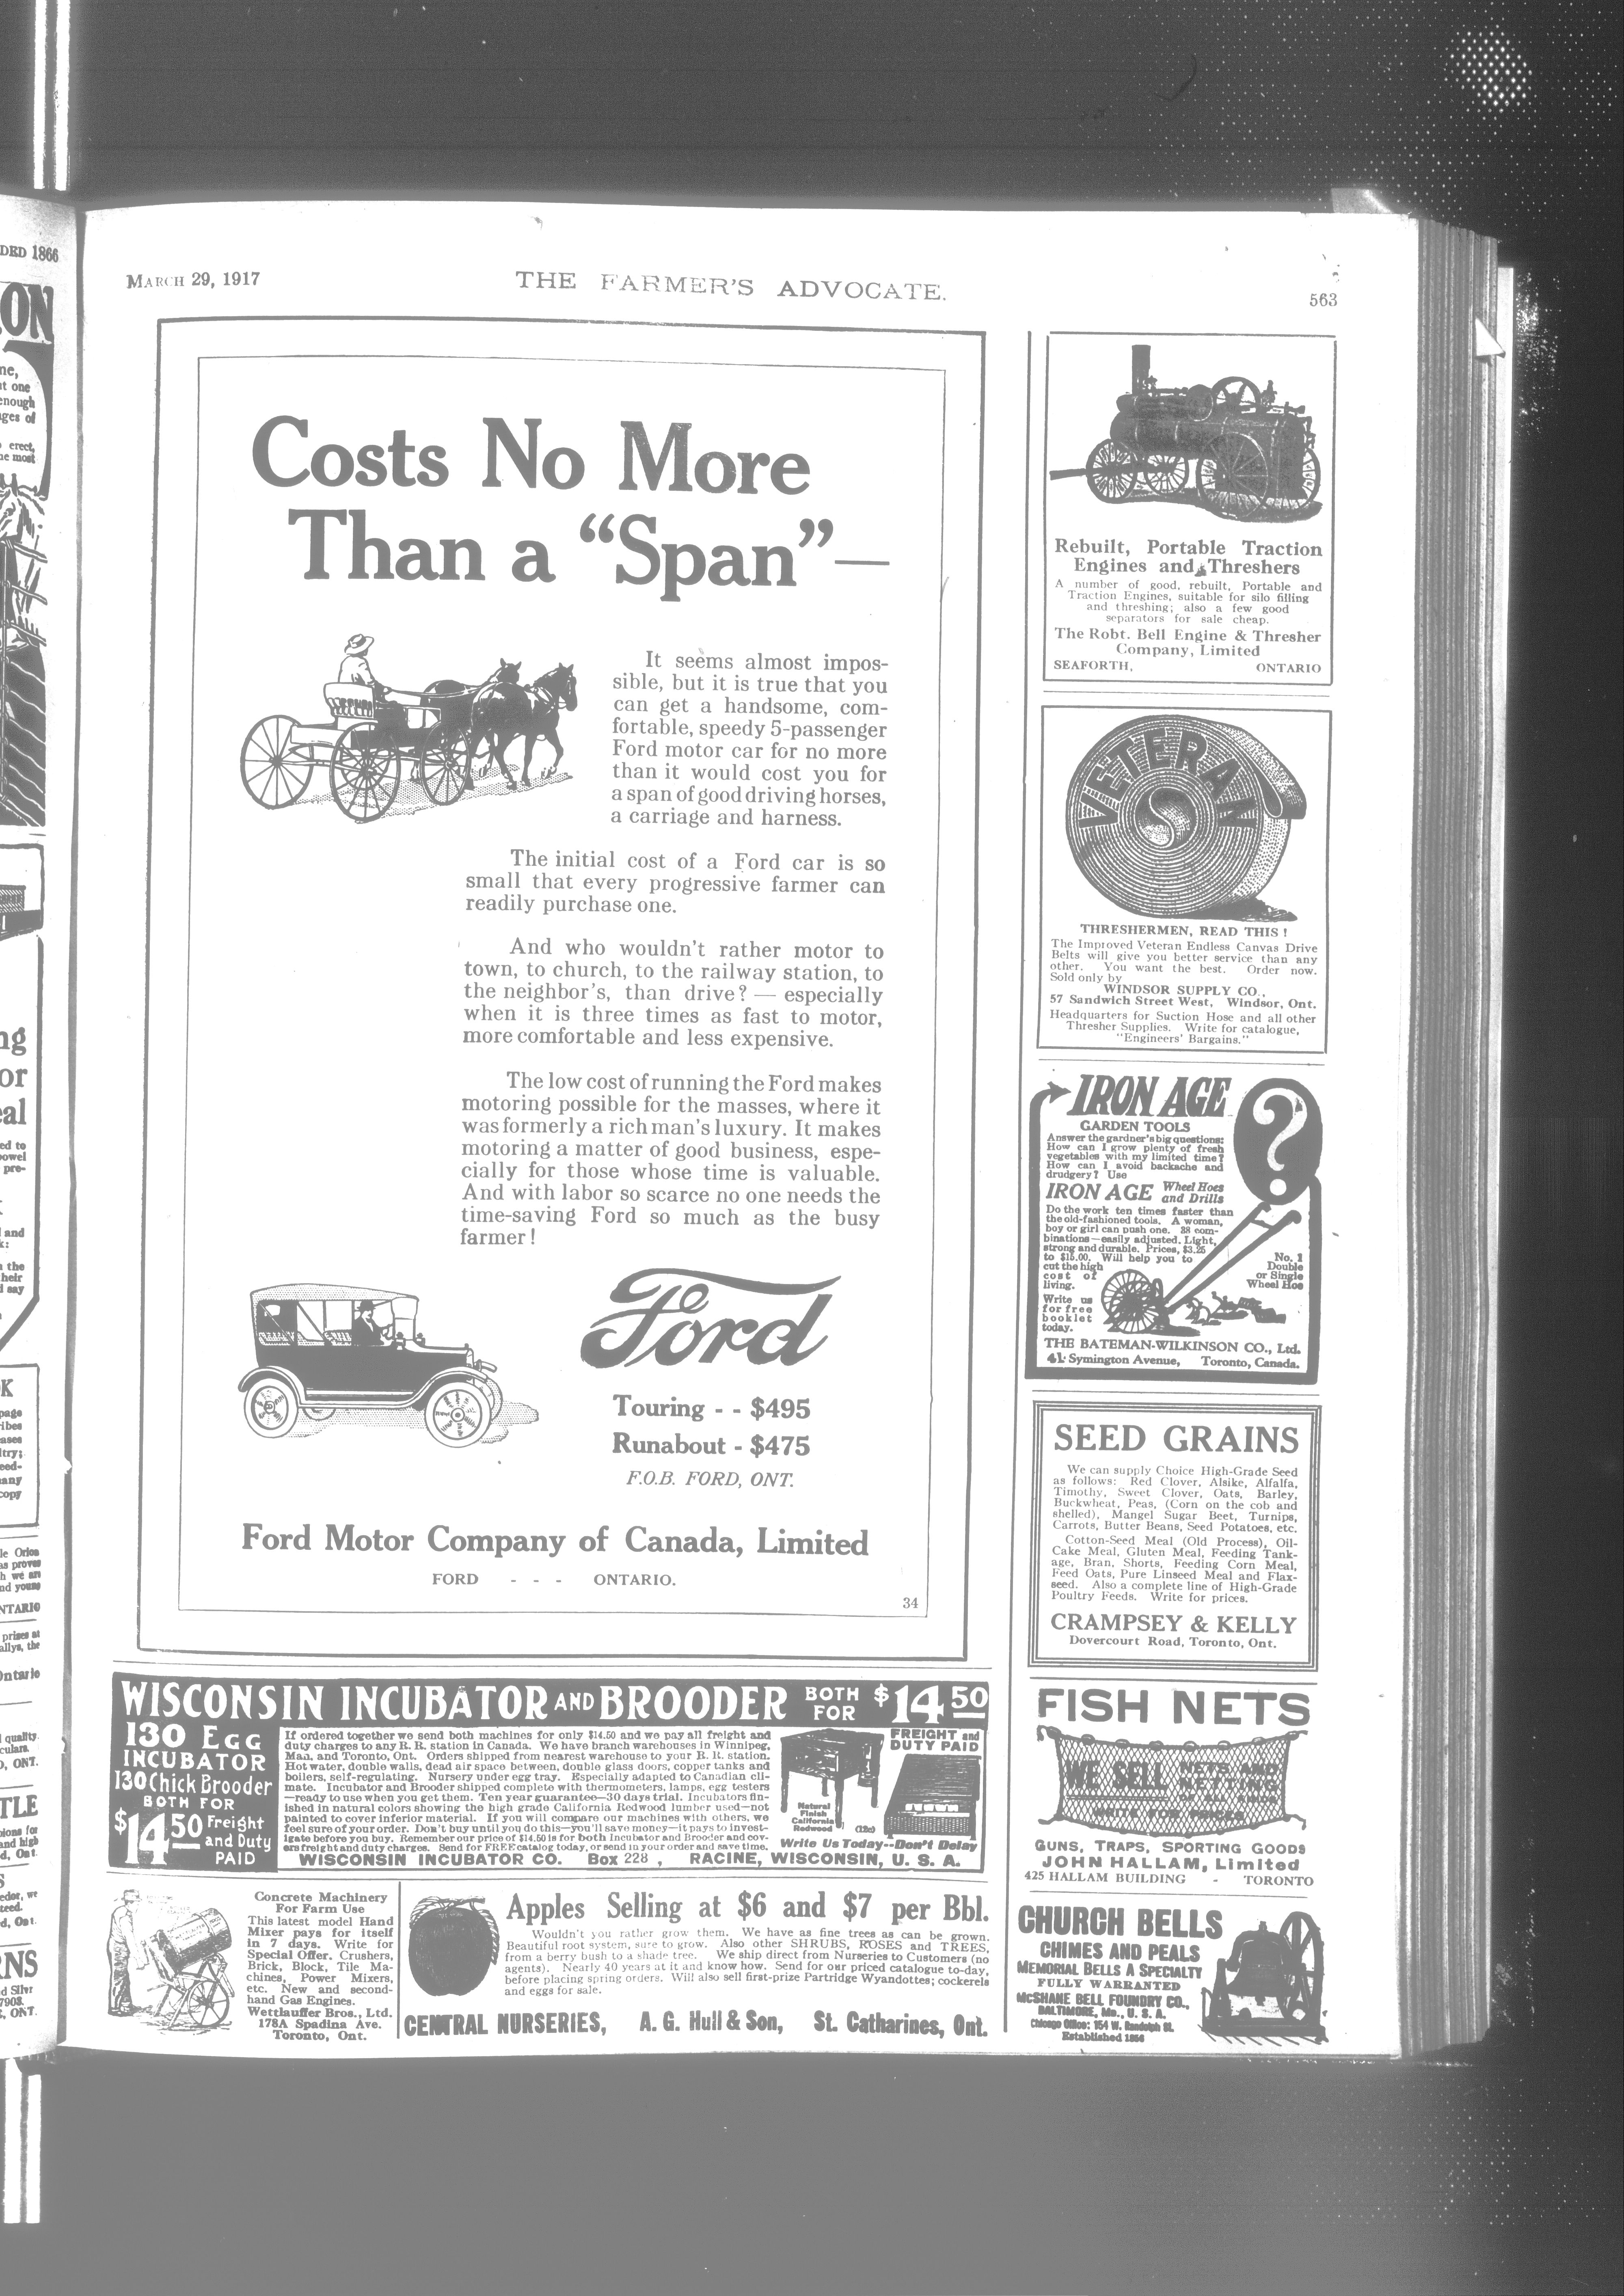 MARCH 29, 1917
THE FARMER'S ADVOCATE.
563
Costs No More
Than a "Span"—
It seems almost impos-
sible, but it is true that you
can get a handsome, com-
fortable, speedy 5-passenger
Ford motor car for no more
than it would cost you for
a span of good driving horses,
a carriage and harness.
The initial cost of a Ford car is so
small that every progressive farmer can
readily purchase one.
And who wouldn't rather motor to
town, to church, to the railway station, to
the neighbor's, than drive? — especially
when it is three times as fast to motor,
more comfortable and less expensive.
The low cost of running the Ford makes
motoring possible for the masses, where it
was formerly a rich man's luxury. It makes
motoring a matter of good business, espe-
cially for those whose time is valuable.
And with labor so scarce no one needs the
time-saving Ford so much as the busy
farmer!
Ford
Touring - - $495
Runabout - $475
F.O.B. FORD, ONT.
Ford Motor Company of Canada, Limited
FORD - - - ONTARIO.
34
WISCONSIN INCUBATOR AND BROODER BOTH FOR $14.50
130 EGG
INCUBATOR
130 Chick Brooder
BOTH FOR
$14.50 Freight
and Duty
PAID
If ordered together we send both machines for only $14.50 and we pay all freight and
duty charges to any R. R. station in Canada. We have branch warehouses in Winnipeg,
Man, and Toronto, Ont. Orders shipped from nearest warehouse to your R. R. station.
Hot water, double walls, dead air space between, double glass doors, copper tanks and
boilers, self-regulating. Nursery under egg tray. Especially adapted to Canadian cli-
mate. Incubator and Brooder shipped complete with thermometers, lamps, egg testers
—ready to use when you get them. Ten year guarantee—30 days trial. Incubators fin-
ished in natural colors showing the high grade California Redwood lumber used—not
painted to cover inferior material. If you will compare our machines with others, we
feel sure of your order. Don't buy until you do this—you'll save money—it pays to invest-
igate before you buy. Remember our price of $14.50 is for both Incubator and Brooder and cov-
ers freight and duty charges. Send for FREE catalog today, or send in your order and save time.
FREIGHT and
DUTY PAID
Natural
Finish
California
Redwood (12c)
Write Us Today--Don't Delay
WISCONSIN INCUBATOR CO. Box 228, RACINE, WISCONSIN, U. S. A.
Concrete Machinery
For Farm Use
This latest model Hand
Mixer pays for itself
in 7 days. Write for
Special Offer. Crushers,
Brick, Block, Tile Ma-
chines, Power Mixers,
etc. New and second-
hand Gas Engines.
Wettlauffer Bros., Ltd.
178A Spadina Ave.
Toronto, Ont.
Apples Selling at $6 and $7 per Bbl.
Wouldn't you rather grow them. We have as fine trees as can be grown.
Beautiful root system, sure to grow. Also other SHRUBS, ROSES and TREES,
from a berry bush to a shade tree. We ship direct from Nurseries to Customers (no
agents). Nearly 40 years at it and know how. Send for our priced catalogue to-day,
before placing spring orders. Will also sell first-prize Partridge Wyandottes; cockerels
and eggs for sale.
CENTRAL NURSERIES, A. G. Hull & Son, St. Catharines, Ont.
Rebuilt, Portable Traction
Engines and Threshers
A number of good, rebuilt, Portable and
Traction Engines, suitable for silo filling
and threshing; also a few good
separators for sale cheap.
The Robt. Bell Engine & Thresher
Company, Limited
SEAFORTH, ONTARIO
VETERAN
THRESHERMEN, READ THIS!
The Improved Veteran Endless Canvas Drive
Belts will give you better service than any
other. You want the best. Order now.
Sold only by
WINDSOR SUPPLY CO.,
57 Sandwich Street West, Windsor, Ont.
Headquarters for Suction Hose and all other
Thresher Supplies. Write for catalogue,
"Engineers' Bargains."
IRON AGE ?
GARDEN TOOLS
Answer the gardner's big questions:
How can I grow plenty of fresh
vegetables with my limited time?
How can I avoid backache and
drudgery? Use
IRON AGE Wheel Hoes
and Drills
Do the work ten times faster than
the old-fashioned tools. A woman,
boy or girl can push one. 38 com-
binations—easily adjusted. Light,
strong and durable. Prices, $3.25
to $15.00. Will help you to
cut the high
cost of
living.
Write us
for free
booklet
today.
No. 1
Double
or Single
Wheel Hoe
THE BATEMAN-WILKINSON CO., Ltd.
41 Symington Avenue, Toronto, Canada.
SEED GRAINS
We can supply Choice High-Grade Seed
as follows: Red Clover, Alsike, Alfalfa,
Timothy, Sweet Clover, Oats, Barley,
Buckwheat, Peas, (Corn on the cob and
shelled), Mangel Sugar Beet, Turnips,
Carrots, Butter Beans, Seed Potatoes, etc.
Cotton-Seed Meal (Old Process), Oil-
Cake Meal, Gluten Meal, Feeding Tank-
age, Bran, Shorts, Feeding Corn Meal,
Feed Oats, Pure Linseed Meal and Flax-
seed. Also a complete line of High-Grade
Poultry Feeds. Write for prices.
CRAMPSEY & KELLY
Dovercourt Road, Toronto, Ont.
FISH NETS
WE SELL NETS AND
NETTING
OF ALL KINDS
WRITE FOR PRICES
GUNS, TRAPS, SPORTING GOODS
JOHN HALLAM, Limited
425 HALLAM BUILDING - TORONTO
CHURCH BELLS
CHIMES AND PEALS
MEMORIAL BELLS A SPECIALTY
FULLY WARRANTED
McSHANE BELL FOUNDRY CO.,
BALTIMORE, Md., U. S. A.
Chicago Office: 154 W. Randolph St.
Established 1856